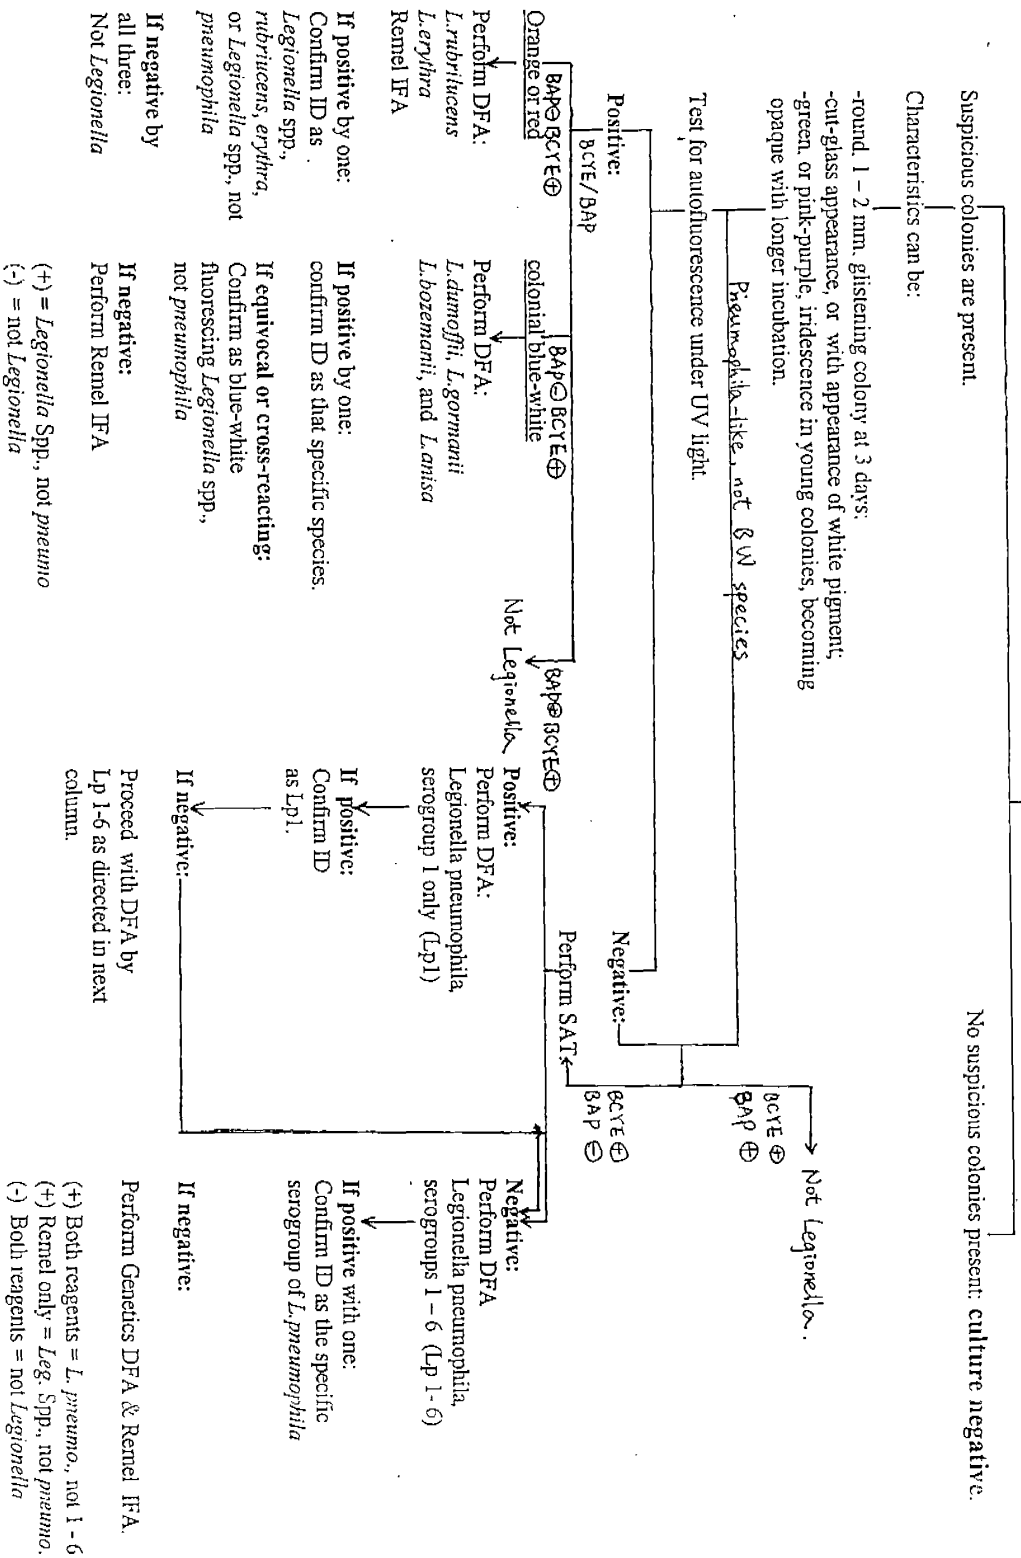 Suspicious colonies are present.
No suspicious colonies present: culture negative.
Characteristics can be:
-round. 1 – 2 mm. glistening colony at 3 days:
-cut-glass appearance, or with appearance of white pigment;
-green. or pink-purple, iridescence in young colonies, becoming
opaque with longer incubation.
Pneumophila-like, not BW species
Test for autofluorescence under UV light.
BCYE ⊕
BAP ⊕
Not Legionella.
BCYE ⊕
BAP ⊖
Positive:
BCYE/BAP
Negative:
Perform SAT.
BAP⊖ BCYE⊕
Orange or red
BAP⊖ BCYE⊕
colonial blue-white
BAP⊕ BCYE⊕
Not Legionella
Perform DFA:
L.rubrilucens
L.erythra
Remel IFA
If positive by one:
Confirm ID as .
Legionella spp.,
rubriucens, erythra,
or Legionella spp., not
pneumophila
If negative by
all three:
Not Legionella
Perform DFA:
L.dumoffii, L.gormanii
L.bozemanii, and L.anisa
If positive by one:
confirm ID as that specific species.
If equivocal or cross-reacting:
Confirm as blue-white
fluorescing Legionella spp.,
not pneumophila
If negative:
Perform Remel IFA
(+) = Legionella Spp., not pneumo
(-) = not Legionella
Positive:
Perform DFA:
Legionella pneumophila,
serogroup 1 only (Lp1)
If positive:
Confirm ID
as Lp1.
If negative:
Proceed with DFA by
Lp 1-6 as directed in next
column.
Negative:
Perform DFA
Legionella pneumophila,
serogroups 1 – 6 (Lp 1- 6)
If positive with one:
Confirm ID as the specific
serogroup of L.pneumophila
If negative:
Perform Genetics DFA & Remel IFA.
(+) Both reagents = L. pneumo., not 1 - 6
(+) Remel only = Leg. Spp., not pneumo.
(-) Both reagents = not Legionella